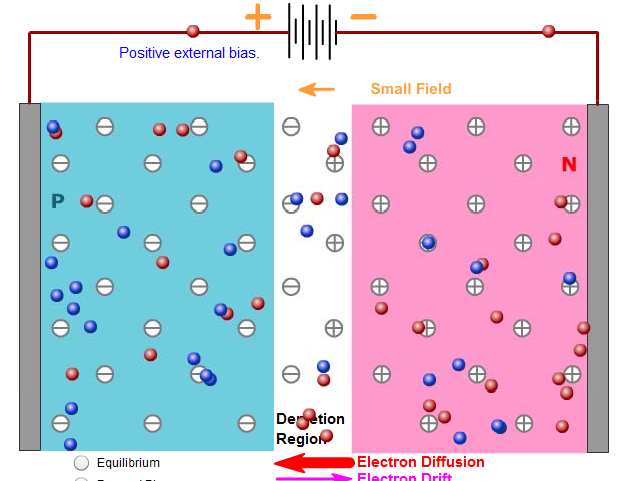 + −
Positive external bias.
Small Field
P
N
Depletion
Region
Equilibrium
Electron Diffusion
Electron Drift